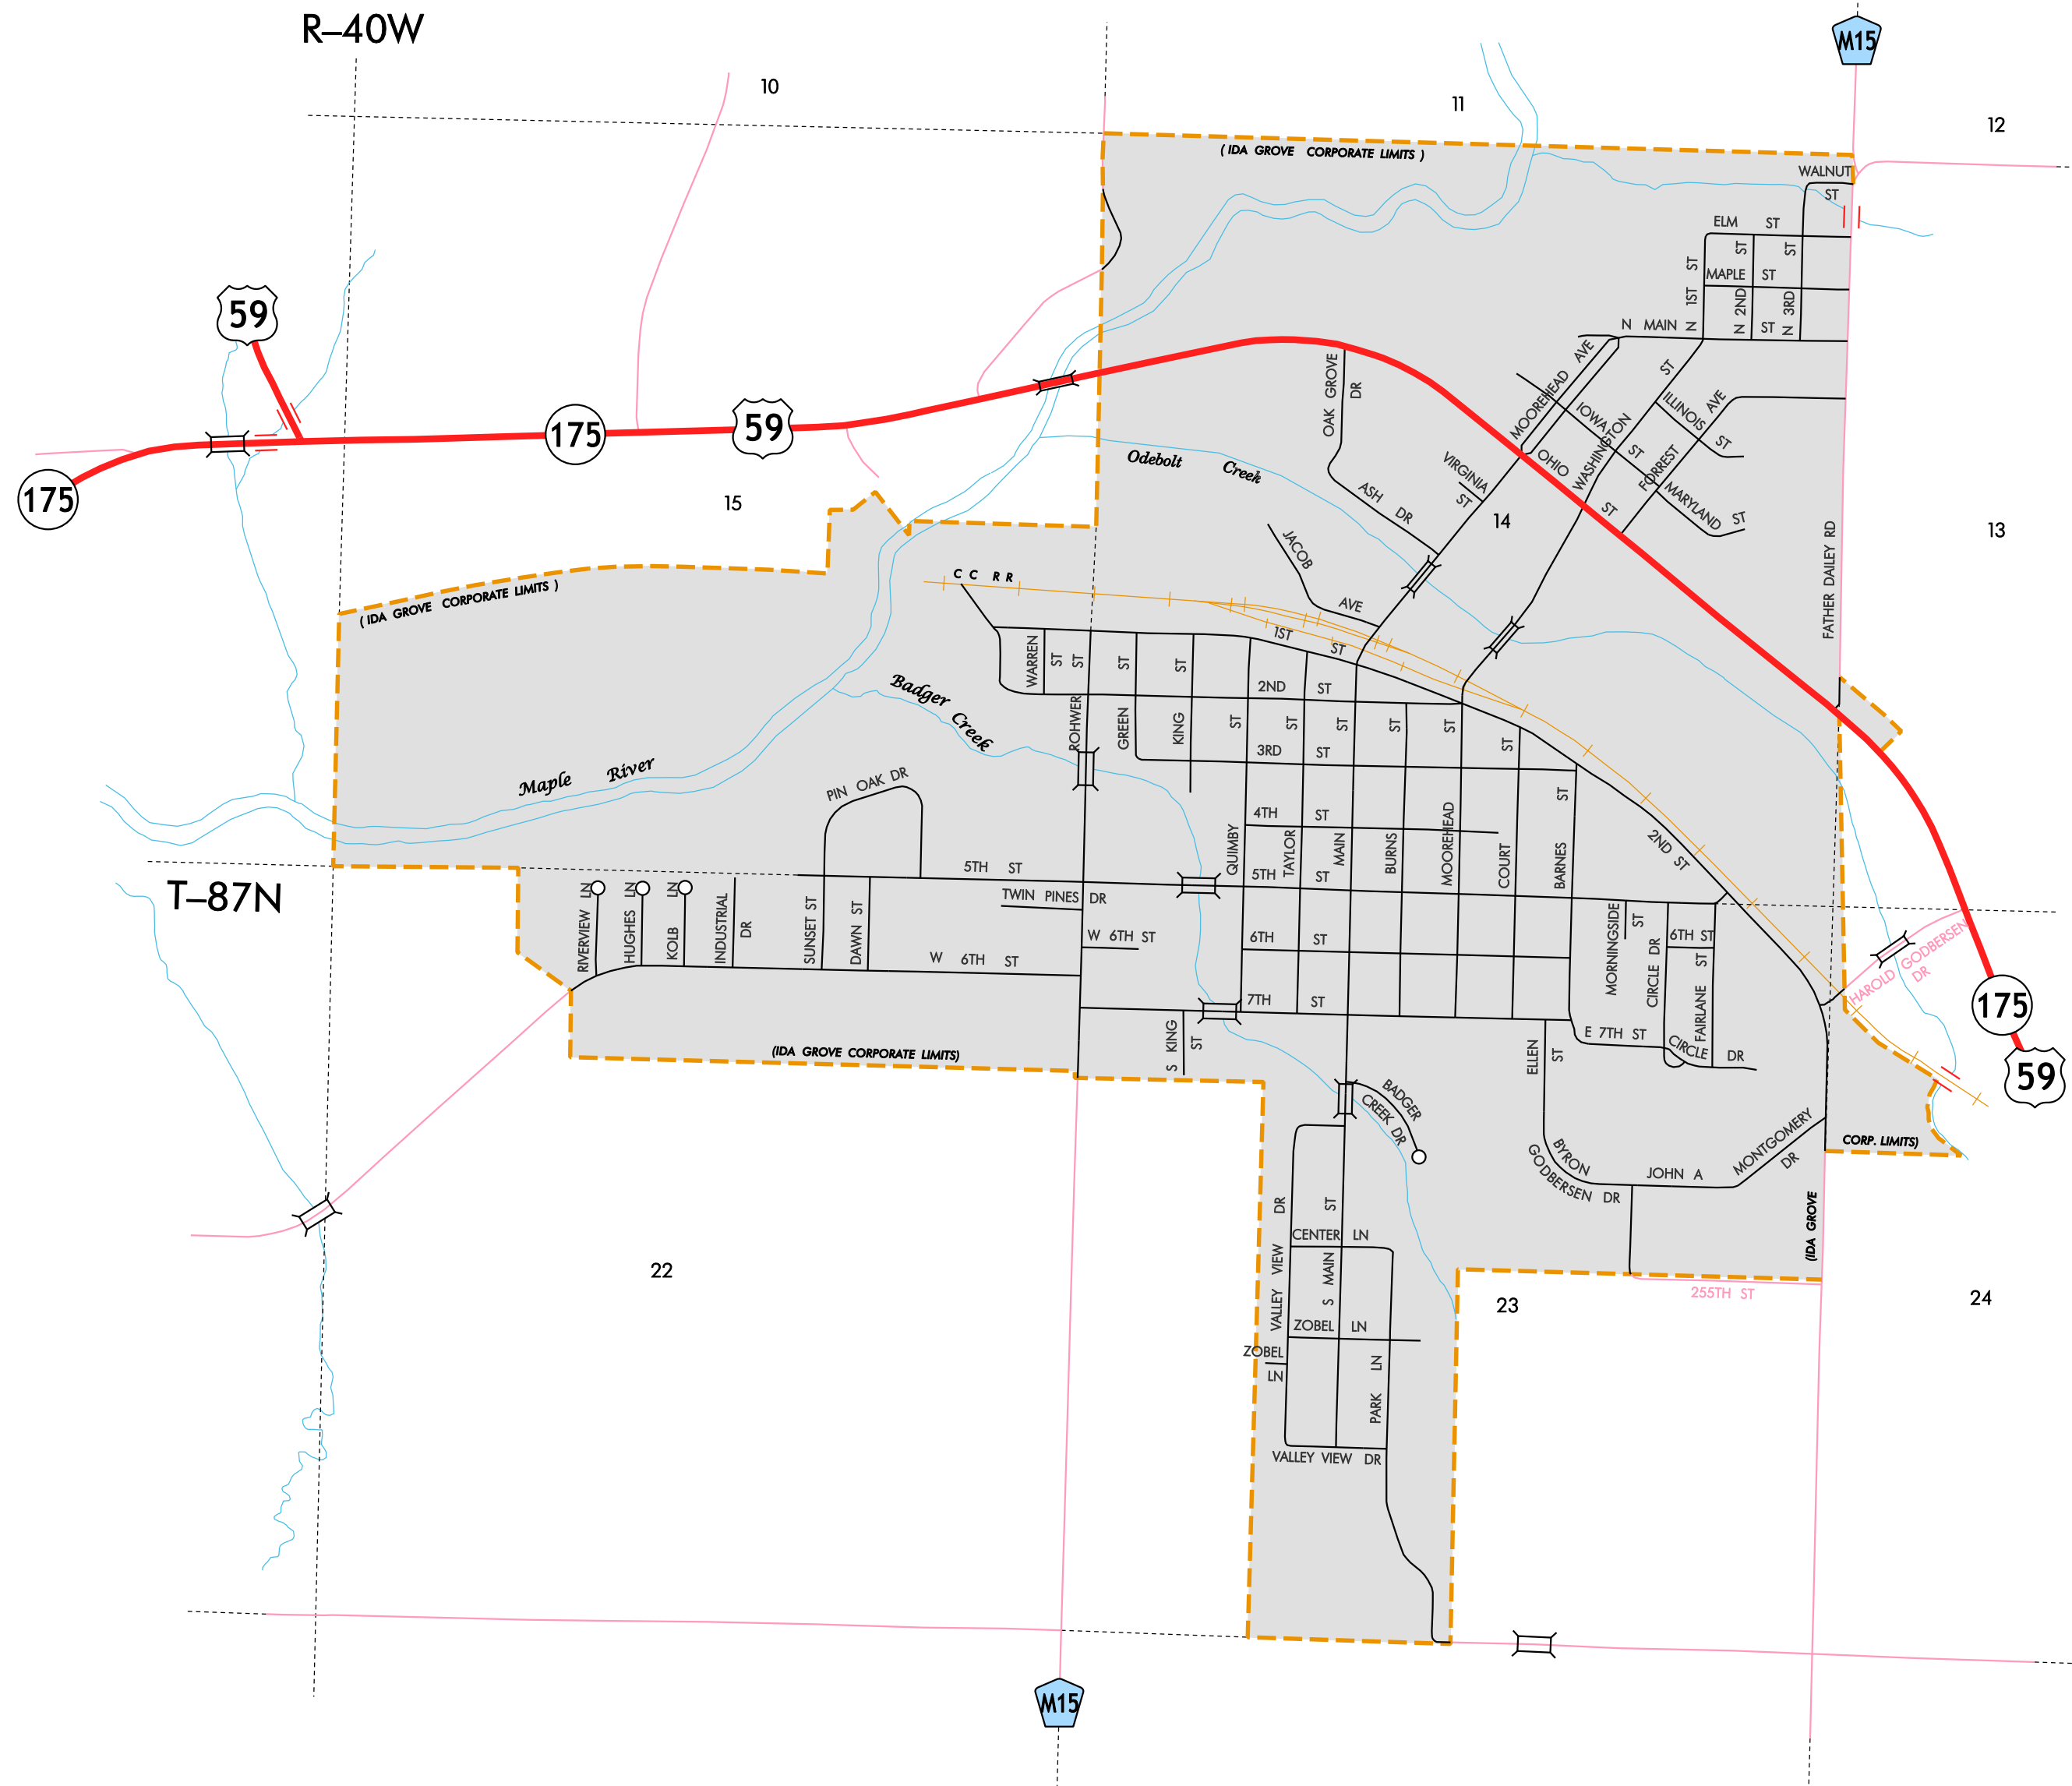 R–40W
M15
10
11
12
( IDA GROVE CORPORATE LIMITS )
WALNUT
ST
ELM ST
MAPLE ST
N 1ST ST
N 2ND ST
N 3RD ST
N MAIN ST
59
175
59
175
15
OAK GROVE
DR
MOOREHEAD AVE
IOWA ST
WASHINGTON ST
ILLINOIS ST
FORREST AVE
OHIO ST
MARYLAND ST
VIRGINIA
ST
Odebolt Creek
ASH DR
14
13
JACOB AVE
FATHER DAILEY RD
C C R R
( IDA GROVE CORPORATE LIMITS )
1ST ST
WARREN
ST
ROHWER ST
GREEN ST
KING ST
2ND ST
3RD ST
Badger Creek
Maple River
PIN OAK DR
4TH ST
QUIMBY ST
TAYLOR ST
MAIN ST
BURNS ST
MOOREHEAD ST
COURT ST
BARNES ST
2ND ST
T–87N
5TH ST
5TH ST
TWIN PINES DR
RIVERVIEW LN
HUGHES LN
KOLB LN
INDUSTRIAL
DR
SUNSET ST
DAWN ST
W 6TH ST
W 6TH ST
6TH ST
MORNINGSIDE
ST
CIRCLE DR
6TH ST
FAIRLANE ST
HAROLD GODBERSEN
DR
175
59
7TH ST
S KING
ST
E 7TH ST
CIRCLE DR
ELLEN
ST
(IDA GROVE CORPORATE LIMITS)
BADGER
CREEK DR
BYRON
GODBERSEN DR
JOHN A
MONTGOMERY
DR
CORP. LIMITS)
(IDA GROVE
VALLEY VIEW DR
S MAIN ST
CENTER LN
22
23
24
255TH ST
ZOBEL LN
ZOBEL
LN
PARK LN
VALLEY VIEW DR
M15